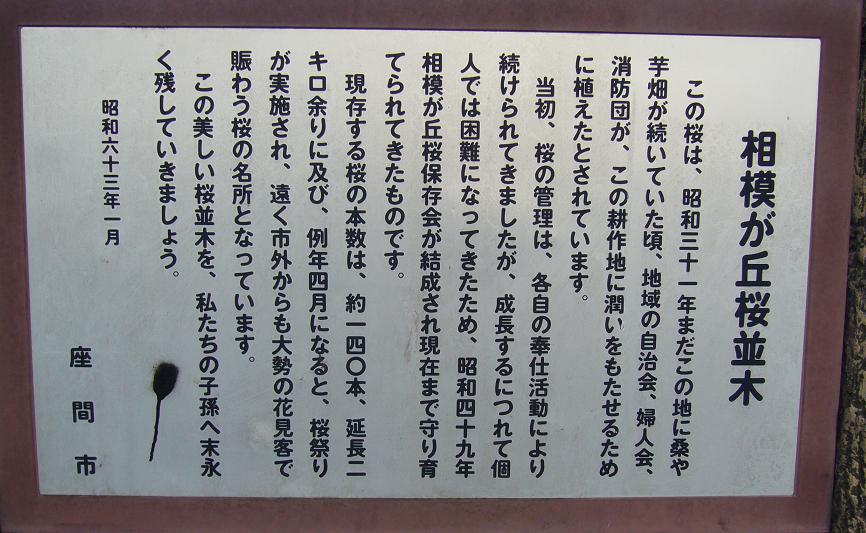 相模が丘桜並木
この桜は、昭和三十一年まだこの地に桑や
芋畑が続いていた頃、地域の自治会、婦人会、
消防団が、この耕作地に潤いをもたせるため
に植えたとされています。
当初、桜の管理は、各自の奉仕活動により
続けられてきましたが、成長するにつれて個
人では困難になってきたため、昭和四十九年
相模が丘桜保存会が結成され現在まで守り育
てられてきたものです。
現存する桜の本数は、約一四〇本、延長二
キロ余りに及び、例年四月になると、桜祭り
が実施され、遠く市外からも大勢の花見客で
賑わう桜の名所となっています。
この美しい桜並木を、私たちの子孫へ末永
く残していきましょう。
昭和六十三年一月
座間市